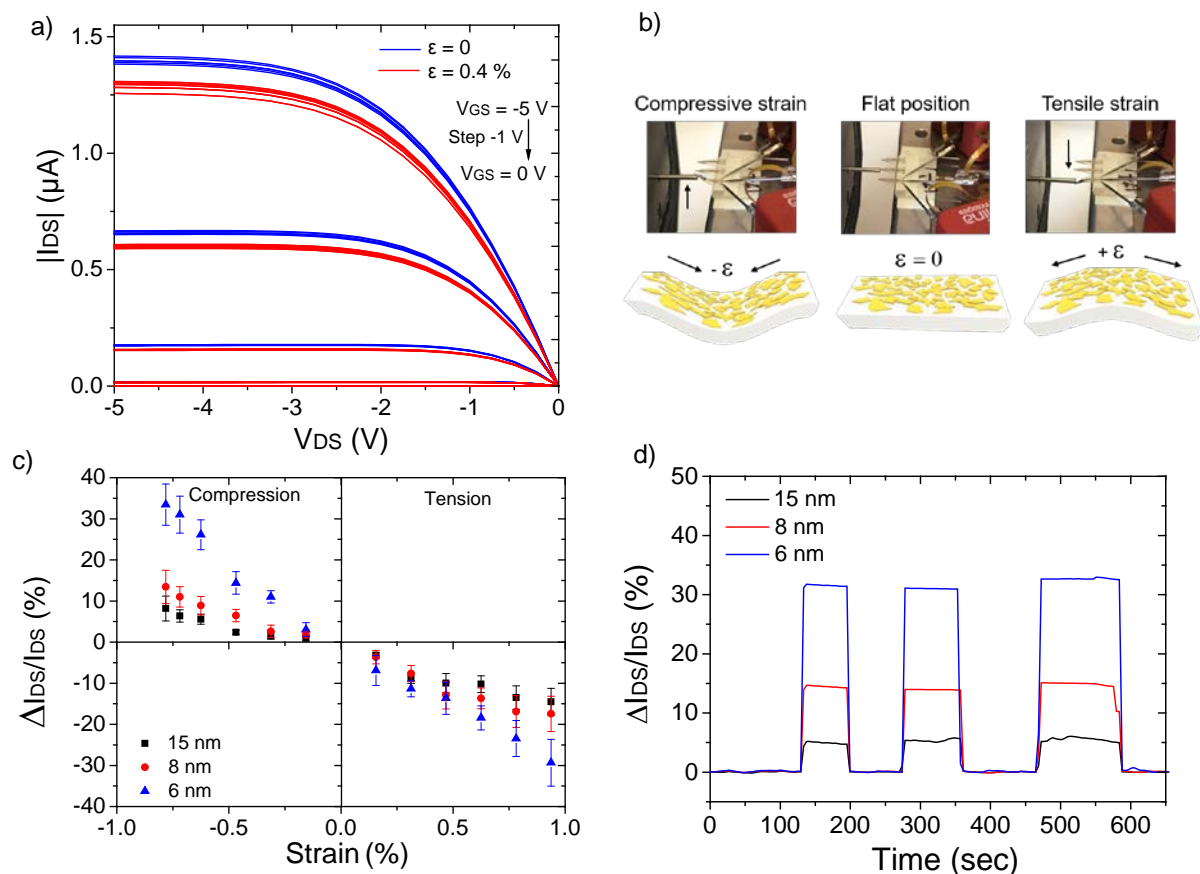 a)
|IDS| (µA)
1.5
1.0
0.5
0.0
-5
-4
-3
-2
-1
0
VDS (V)
ε = 0
ε = 0.4 %
VGS = -5 V
Step -1 V
VGS = 0 V
b)
Compressive strain
Flat position
Tensile strain
- ε
ε = 0
+ ε
c)
ΔIDS/IDS (%)
40
30
20
10
0
-10
-20
-30
-40
Compression
Tension
15 nm
8 nm
6 nm
-1.0
-0.5
0.0
0.5
1.0
Strain (%)
d)
ΔIDS/IDS (%)
50
40
30
20
10
0
15 nm
8 nm
6 nm
0
100
200
300
400
500
600
Time (sec)